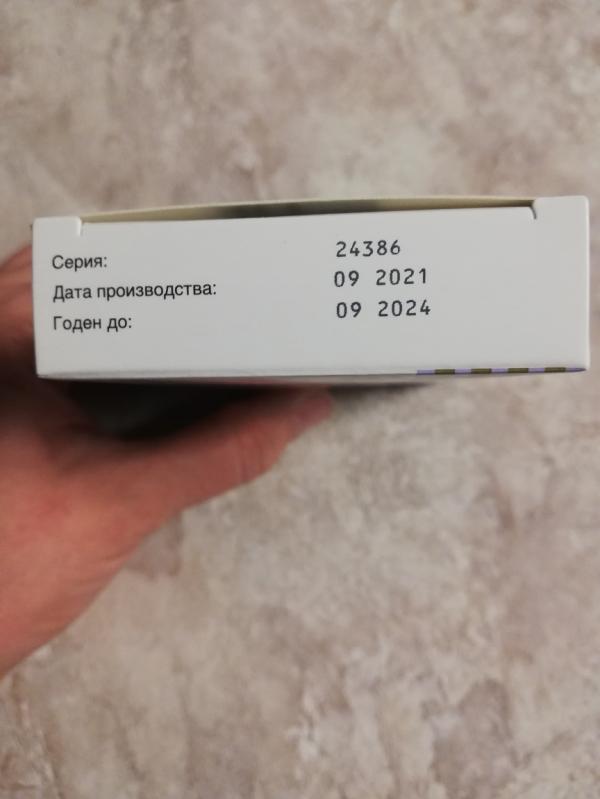 Серия: 24386
Дата производства: 09 2021
Годен до: 09 2024